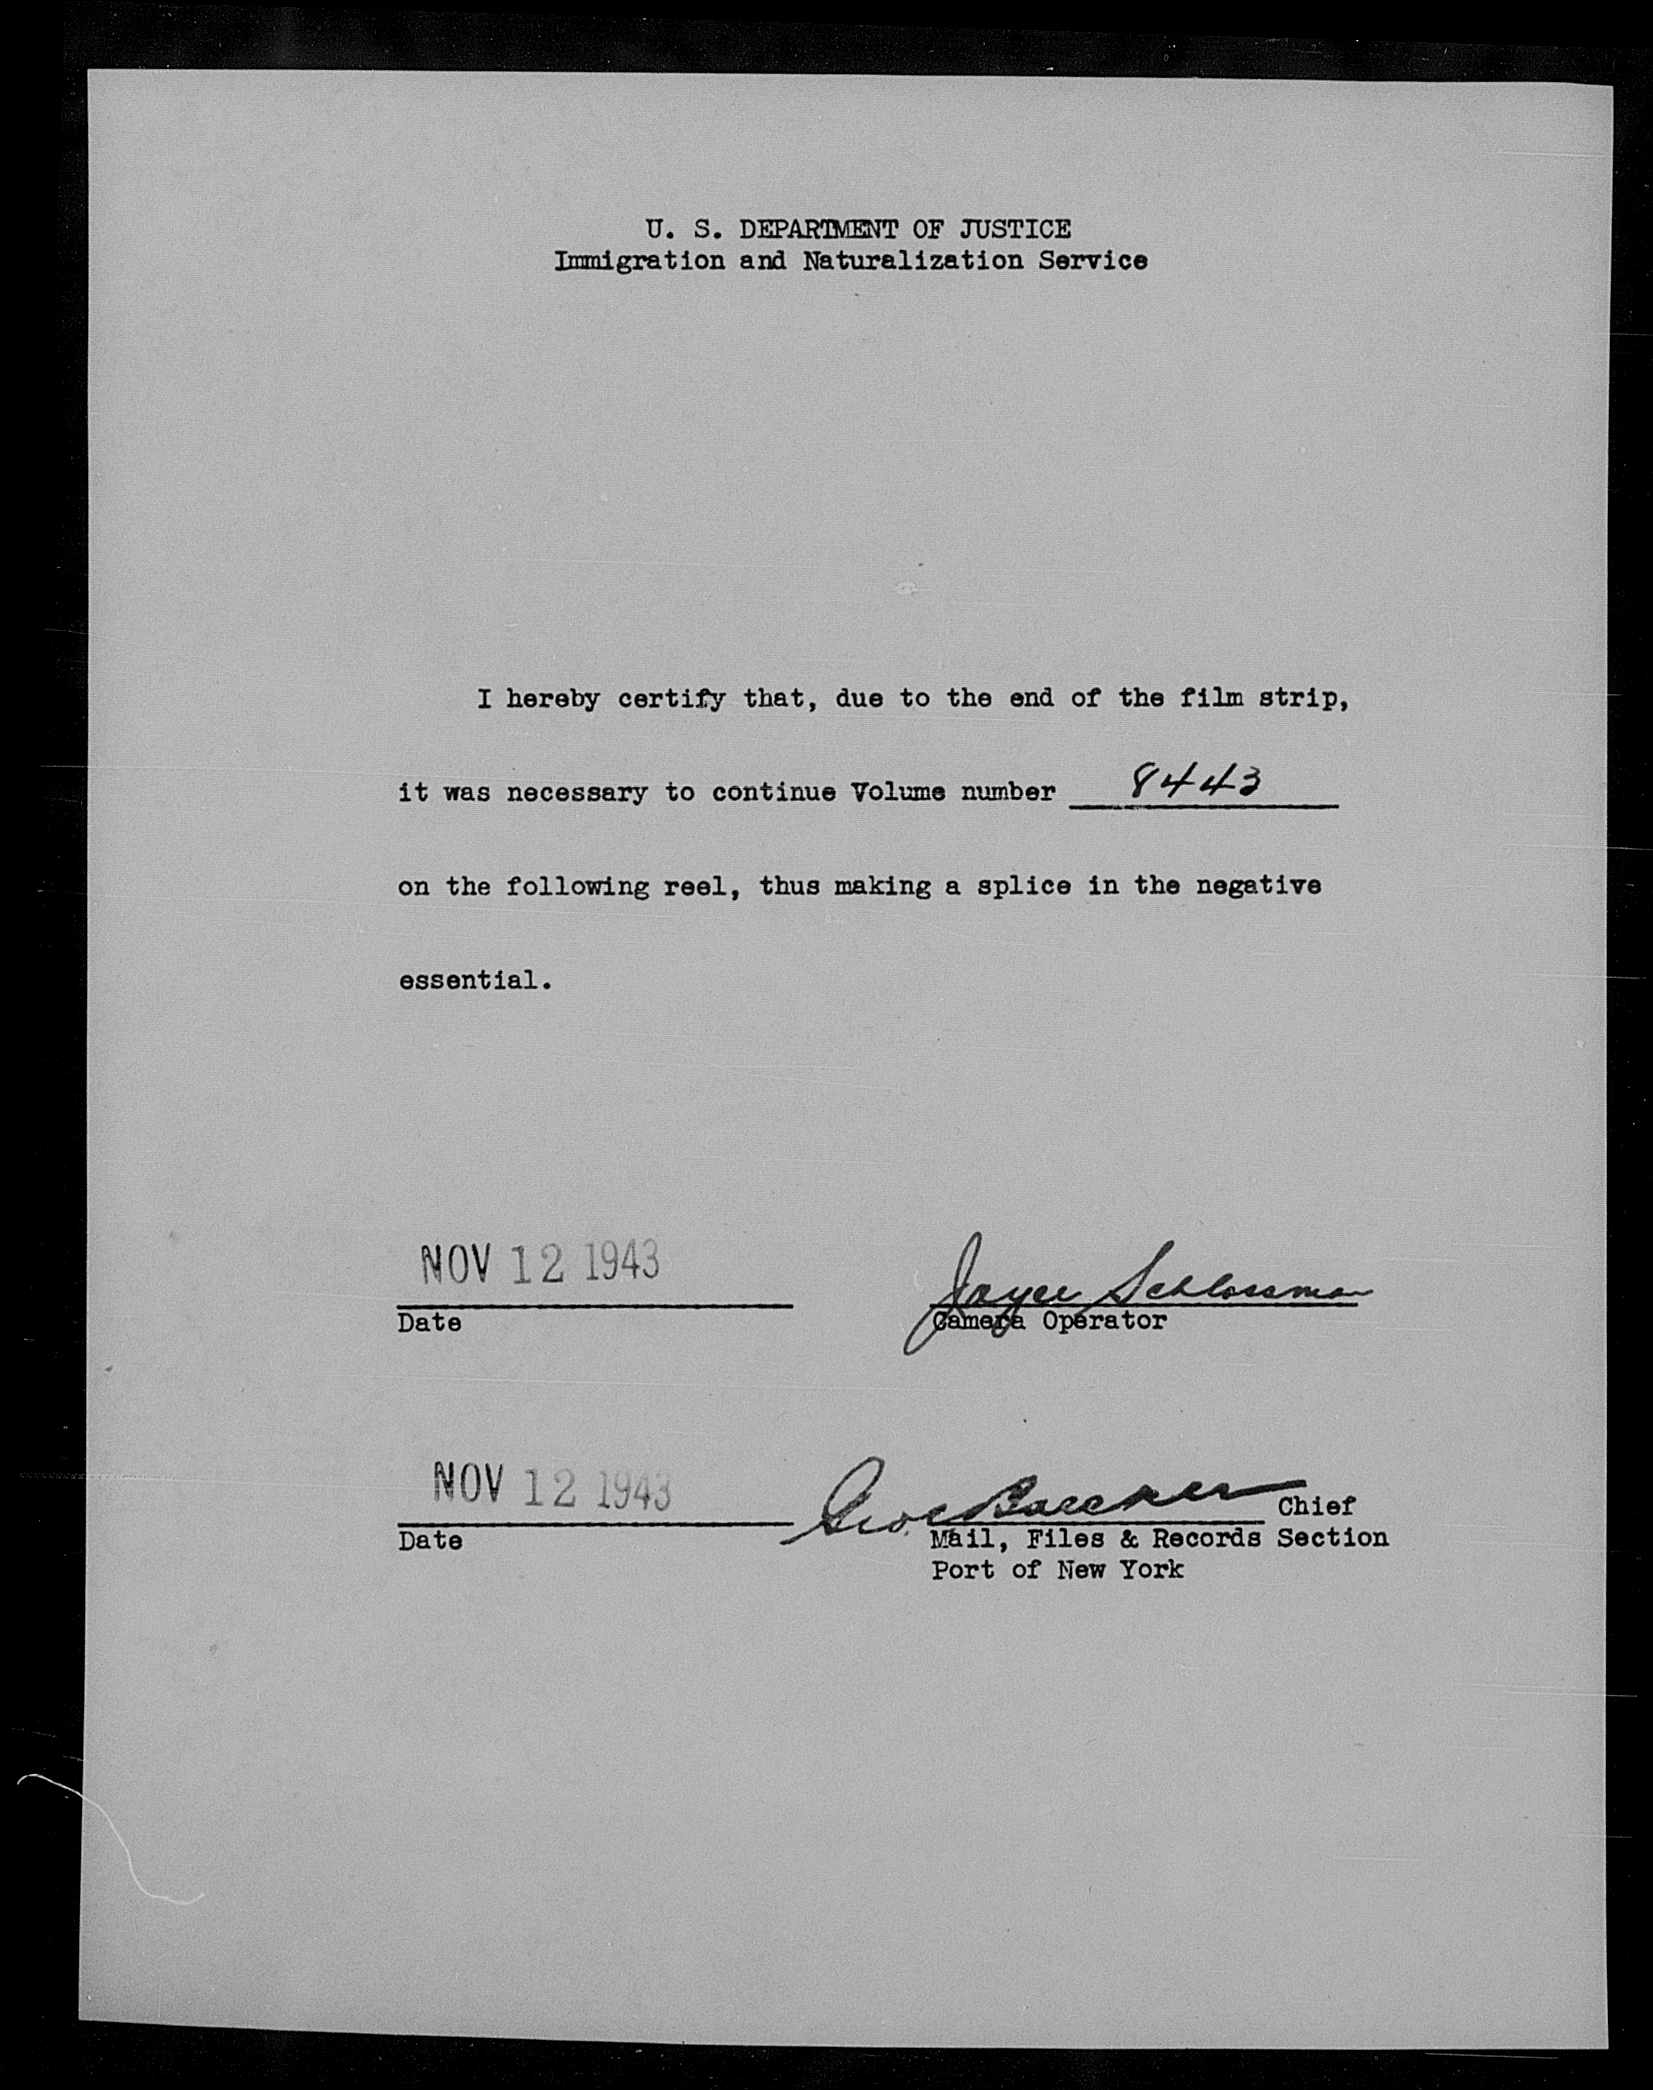 U. S. DEPARTMENT OF JUSTICE
Immigration and Naturalization Service
I hereby certify that, due to the end of the film strip,
it was necessary to continue Volume number 8443
on the following reel, thus making a splice in the negative
essential.
NOV 12 1943
Joyce Schlossman
Date
Camera Operator
NOV 12 1943
Chief
Date
Mail, Files & Records Section
Port of New York